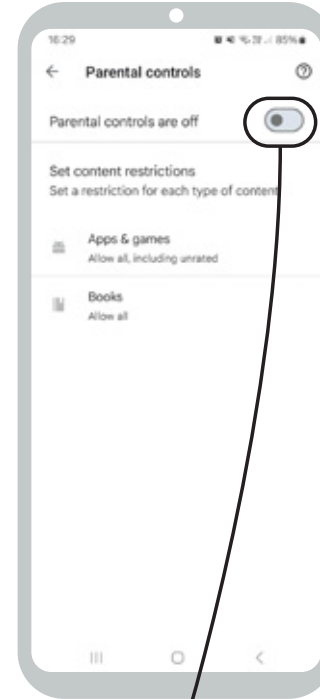 16:29
85%
Parental controls
Parental controls are off
Set content restrictions
Set a restriction for each type of content
Apps & games
Allow all, including unrated
Books
Allow all